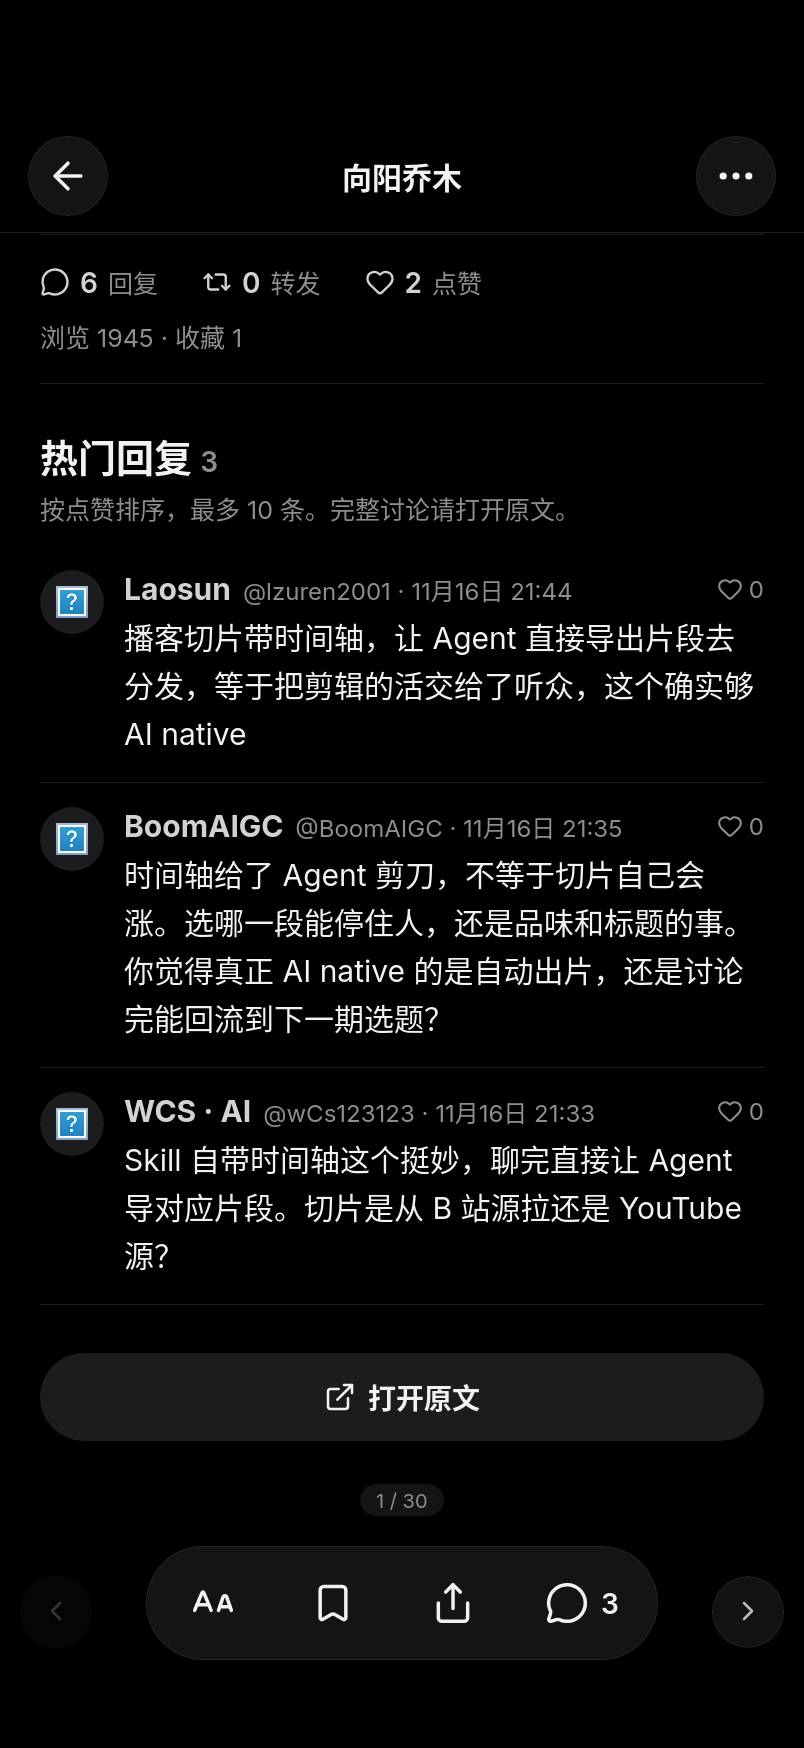 向阳乔木
6 回复 0 转发 2 点赞
浏览 1945 · 收藏 1
热门回复 3
按点赞排序，最多 10 条。完整讨论请打开原文。
?
Laosun @lzuren2001 · 11月16日 21:44 0
播客切片带时间轴，让 Agent 直接导出片段去
分发，等于把剪辑的活交给了听众，这个确实够
AI native
?
BoomAIGC @BoomAIGC · 11月16日 21:35 0
时间轴给了 Agent 剪刀，不等于切片自己会
涨。选哪一段能停住人，还是品味和标题的事。
你觉得真正 AI native 的是自动出片，还是讨论
完能回流到下一期选题？
?
WCS · AI @wCs123123 · 11月16日 21:33 0
Skill 自带时间轴这个挺妙，聊完直接让 Agent
导对应片段。切片是从 B 站源拉还是 YouTube
源？
打开原文
1 / 30
AA 3